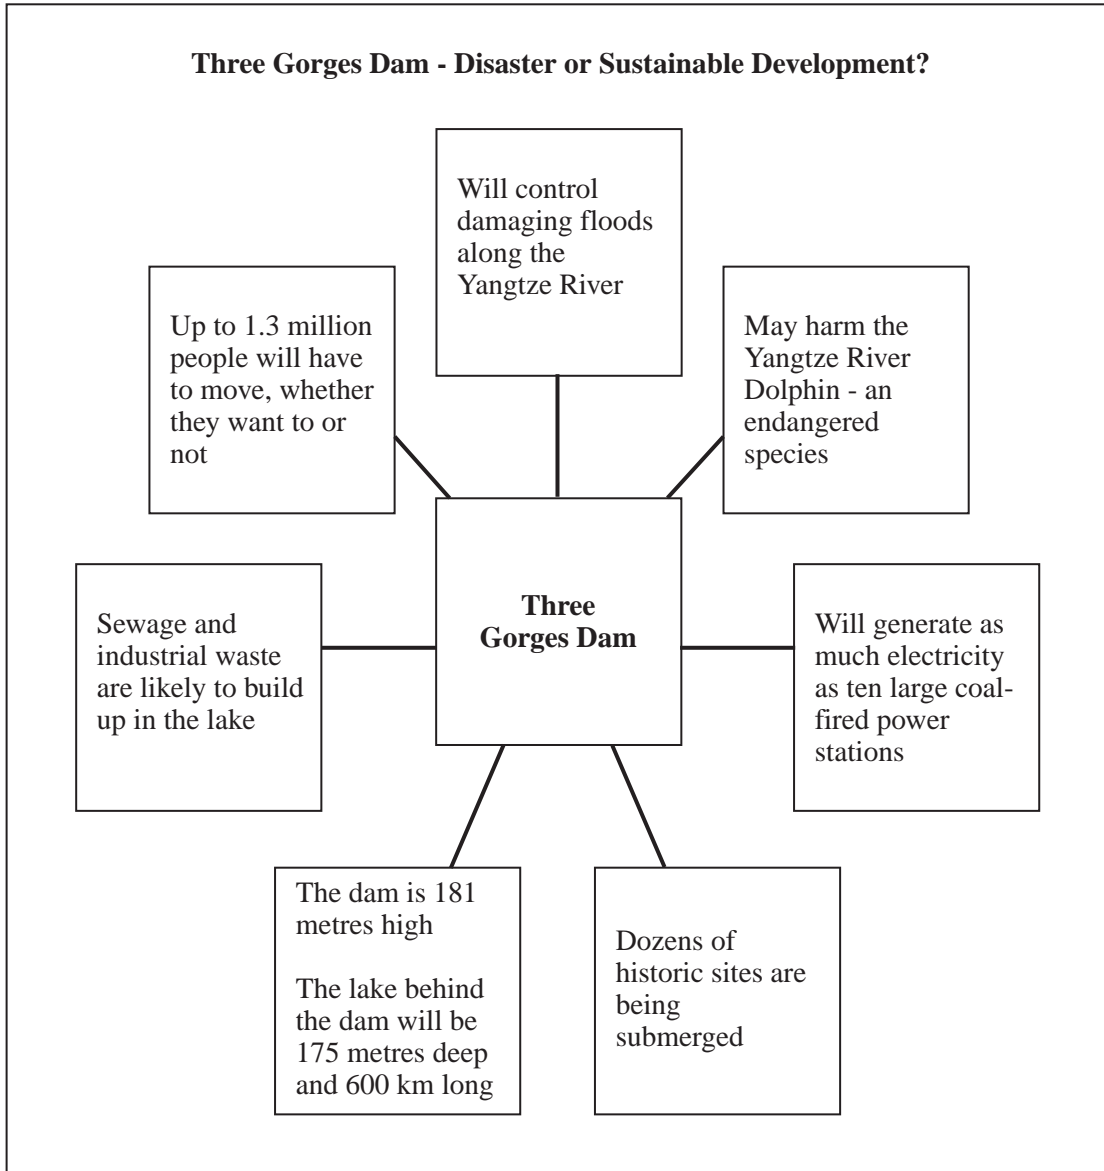 Three Gorges Dam - Disaster or Sustainable Development?
Will control
damaging floods
along the
Yangtze River
Up to 1.3 million
people will have
to move, whether
they want to or
not
May harm the
Yangtze River
Dolphin - an
endangered
species
Three
Gorges Dam
Sewage and
industrial waste
are likely to build
up in the lake
Will generate as
much electricity
as ten large coal-
fired power
stations
The dam is 181
metres high
The lake behind
the dam will be
175 metres deep
and 600 km long
Dozens of
historic sites are
being
submerged